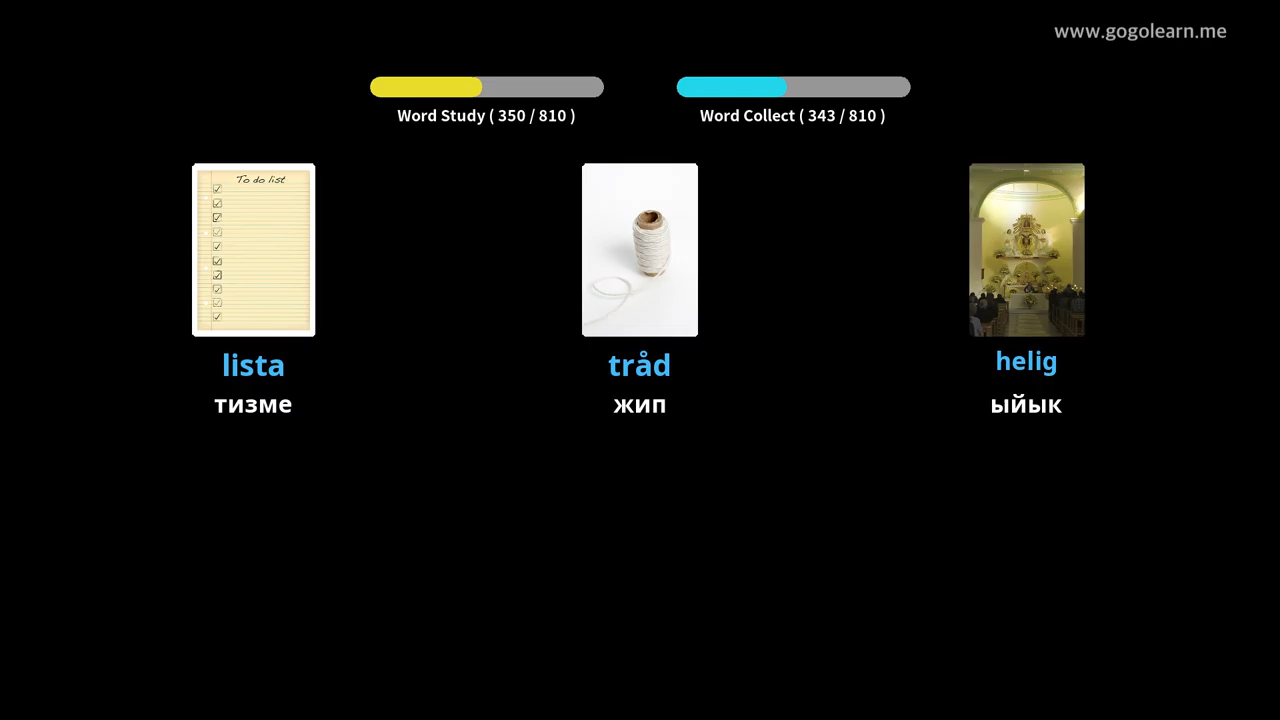 www.gogolearn.me
Word Study ( 350 / 810 )
Word Collect ( 343 / 810 )
To do list
lista
tråd
helig
тизме
жип
ыйык